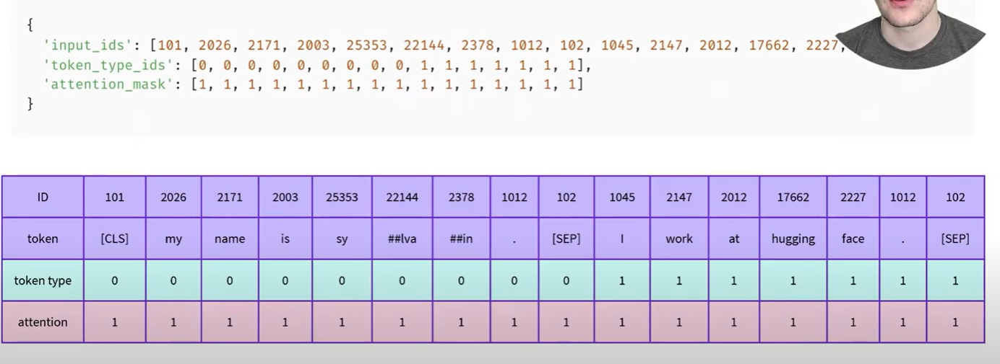 {
'input_ids': [101, 2026, 2171, 2003, 25353, 22144, 2378, 1012, 102, 1045, 2147, 2012, 17662, 2227,
'token_type_ids': [0, 0, 0, 0, 0, 0, 0, 0, 0, 1, 1, 1, 1, 1, 1, 1],
'attention_mask': [1, 1, 1, 1, 1, 1, 1, 1, 1, 1, 1, 1, 1, 1, 1, 1]
}
ID 101 2026 2171 2003 25353 22144 2378 1012 102 1045 2147 2012 17662 2227 1012 102
token [CLS] my name is sy ##lva ##in . [SEP] I work at hugging face . [SEP]
token type 0 0 0 0 0 0 0 0 0 1 1 1 1 1 1 1
attention 1 1 1 1 1 1 1 1 1 1 1 1 1 1 1 1